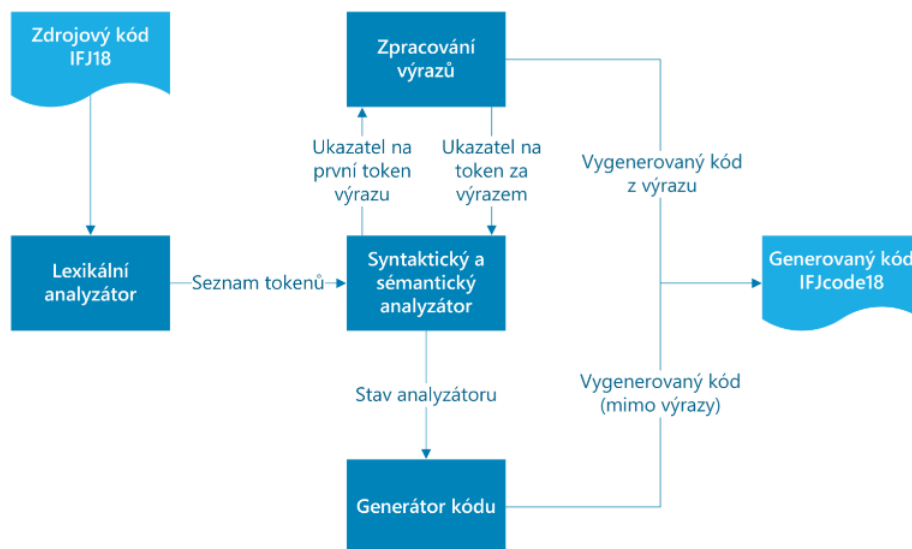 Zdrojový kód
IFJ18
Zpracování
výrazů
Ukazatel na
první token
výrazu
Ukazatel na
token za
výrazem
Vygenerovaný kód
z výrazu
Lexikální
analyzátor
Seznam tokenů
Syntaktický a
sémantický
analyzátor
Generovaný kód
IFJcode18
Stav analyzátoru
Vygenerovaný kód
(mimo výrazy)
Generátor kódu